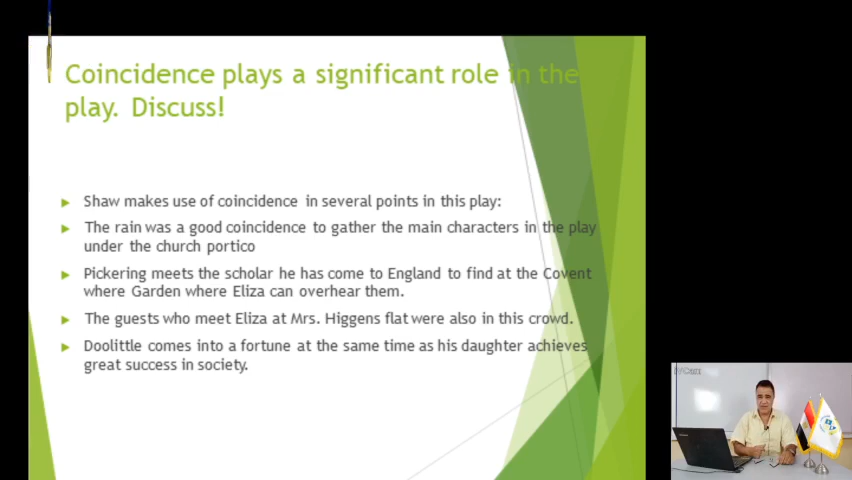 Coincidence plays a significant role in the
play. Discuss!
Shaw makes use of coincidence in several points in this play:
The rain was a good coincidence to gather the main characters in the play
under the church portico
Pickering meets the scholar he has come to England to find at the Covent
where Garden where Eliza can overhear them.
The guests who meet Eliza at Mrs. Higgens flat were also in this crowd.
Doolittle comes into a fortune at the same time as his daughter achieves
great success in society.